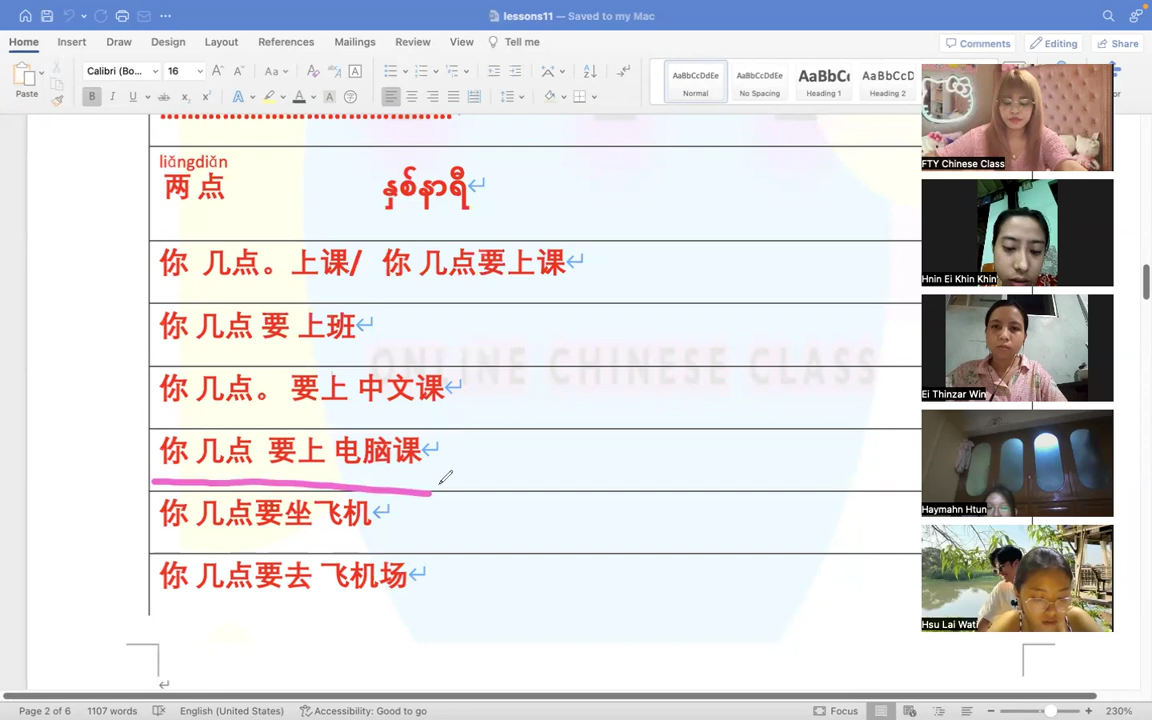 lessons11 — Saved to my Mac
Home Insert Draw Design Layout References Mailings Review View Tell me
Comments Editing Share
Paste
Calibri (Bo... 16
AaBbCcDdEe AaBbCcDdEe AaBbC AaBbCcD
Normal No Spacing Heading 1 Heading 2
liǎngdiǎn
两点 နှစ်နာရီ
你 几点。上课/ 你 几点要上课
你 几点 要 上班
你 几点。 要上 中文课
你 几点 要上 电脑课
你 几点要坐飞机
你 几点要去 飞机场
ONLINE CHINESE CLASS
FTY Chinese Class
Hnin Ei Khin Khin
Ei Thinzar Win
Haymahn Htun
Hsu Lai Wat
Page 2 of 6 1107 words English (United States) Accessibility: Good to go Focus 230%